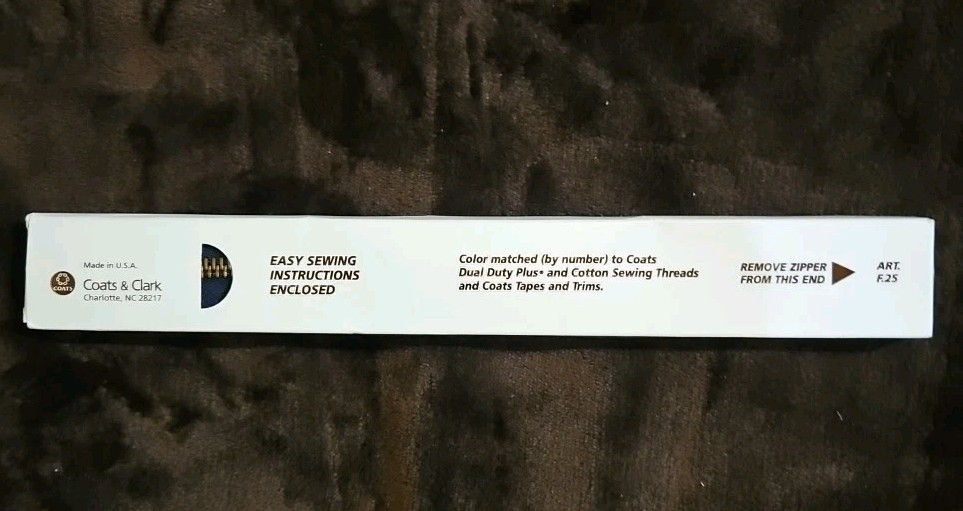 Made in U.S.A.
COATS
Coats & Clark
Charlotte, NC 28217
EASY SEWING
INSTRUCTIONS
ENCLOSED
Color matched (by number) to Coats
Dual Duty Plus• and Cotton Sewing Threads
and Coats Tapes and Trims.
REMOVE ZIPPER
FROM THIS END
ART.
F.25